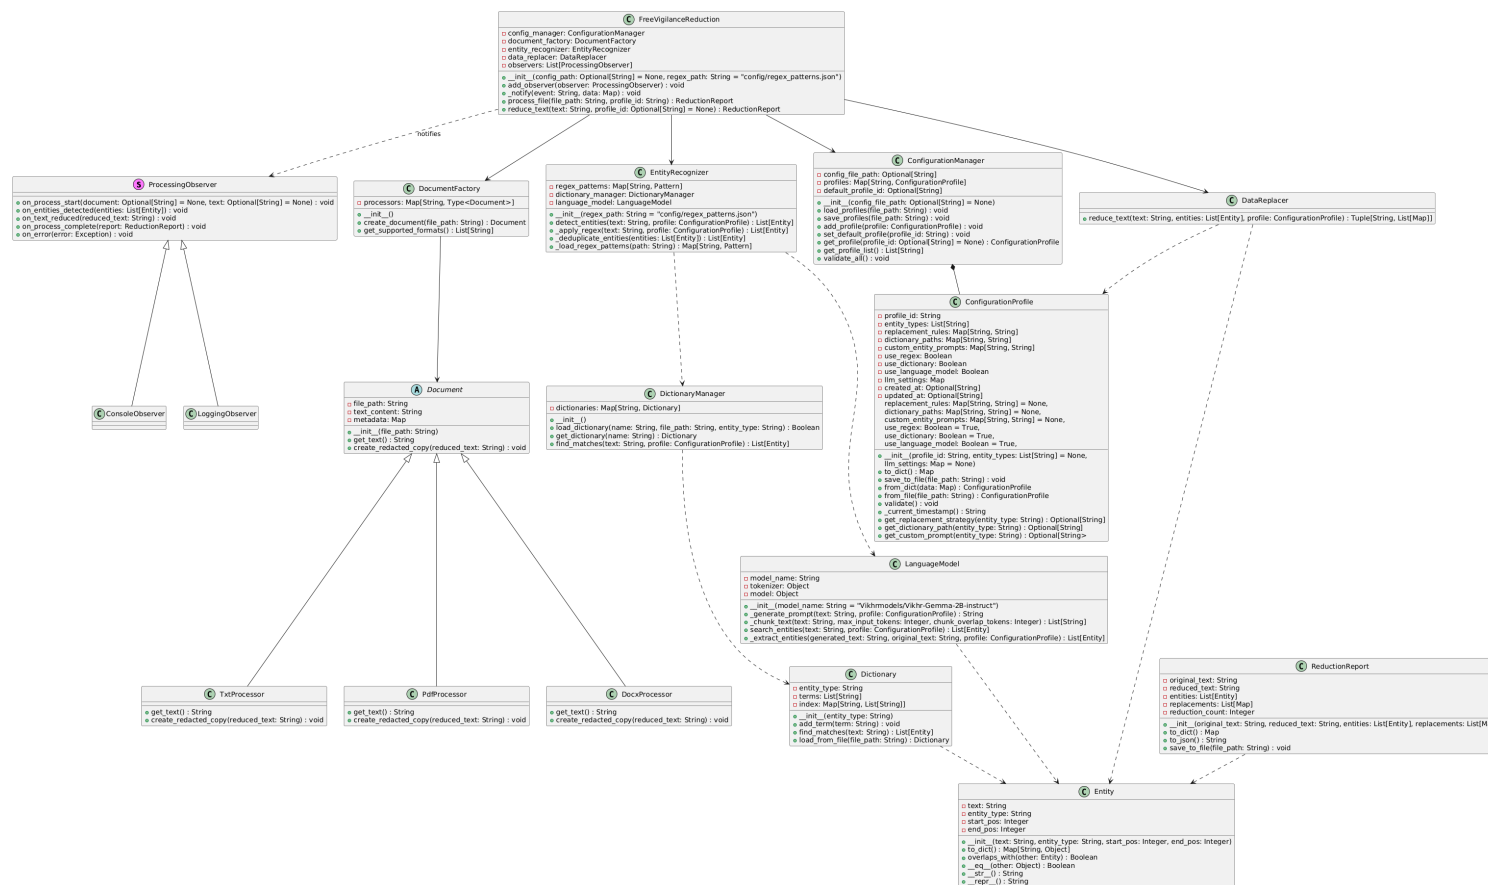 FreeVigilanceReduction
config_manager: ConfigurationManager
document_factory: DocumentFactory
entity_recognizer: EntityRecognizer
data_replacer: DataReplacer
observers: List[ProcessingObserver]
__init__(config_path: Optional[String] = None, regex_path: String = "config/regex_patterns.json")
add_observer(observer: ProcessingObserver) : void
_notify(event: String, data: Map) : void
process_file(file_path: String, profile_id: String) : ReductionReport
reduce_text(text: String, profile_id: Optional[String] = None) : ReductionReport
notifies
S ProcessingObserver
on_process_start(document: Optional[String] = None, text: Optional[String] = None) : void
on_entities_detected(entities: List[Entity]) : void
on_text_reduced(reduced_text: String) : void
on_process_complete(report: ReductionReport) : void
on_error(error: Exception) : void
C DocumentFactory
processors: Map[String, Type<Document>]
__init__()
create_document(file_path: String) : Document
get_supported_formats() : List[String]
C EntityRecognizer
regex_patterns: Map[String, Pattern]
dictionary_manager: DictionaryManager
language_model: LanguageModel
__init__(regex_path: String = "config/regex_patterns.json")
detect_entities(text: String, profile: ConfigurationProfile) : List[Entity]
_apply_regex(text: String, profile: ConfigurationProfile) : List[Entity]
_deduplicate_entities(entities: List[Entity]) : List[Entity]
_load_regex_patterns(path: String) : Map[String, Pattern]
C ConfigurationManager
config_file_path: Optional[String]
profiles: Map[String, ConfigurationProfile]
default_profile_id: Optional[String]
__init__(config_file_path: Optional[String] = None)
load_profiles(file_path: String) : void
save_profiles(file_path: String) : void
add_profile(profile: ConfigurationProfile) : void
set_default_profile(profile_id: String) : void
get_profile(profile_id: Optional[String] = None) : ConfigurationProfile
get_profile_list() : List[String]
validate_all() : void
C DataReplacer
reduce_text(text: String, entities: List[Entity], profile: ConfigurationProfile) : Tuple[String, List[Map]]
C ConfigurationProfile
profile_id: String
entity_types: List[String]
replacement_rules: Map[String, String]
dictionary_paths: Map[String, String]
custom_entity_prompts: Map[String, String]
use_regex: Boolean
use_dictionary: Boolean
use_language_model: Boolean
llm_settings: Map
created_at: Optional[String]
updated_at: Optional[String]
replacement_rules: Map[String, String] = None,
dictionary_paths: Map[String, String] = None,
custom_entity_prompts: Map[String, String] = None,
use_regex: Boolean = True,
use_dictionary: Boolean = True,
use_language_model: Boolean = True,
__init__(profile_id: String, entity_types: List[String] = None,
llm_settings: Map = None)
to_dict() : Map
save_to_file(file_path: String) : void
from_dict(data: Map) : ConfigurationProfile
from_file(file_path: String) : ConfigurationProfile
validate() : void
_current_timestamp() : String
get_replacement_strategy(entity_type: String) : Optional[String]
get_dictionary_path(entity_type: String) : Optional[String]
get_custom_prompt(entity_type: String) : Optional[String>
C ConsoleObserver
C LoggingObserver
A Document
file_path: String
text_content: String
metadata: Map
__init__(file_path: String)
get_text() : String
create_redacted_copy(reduced_text: String) : void
C DictionaryManager
dictionaries: Map[String, Dictionary]
__init__()
load_dictionary(name: String, file_path: String, entity_type: String) : Boolean
get_dictionary(name: String) : Dictionary
find_matches(text: String, profile: ConfigurationProfile) : List[Entity]
C LanguageModel
model_name: String
tokenizer: Object
model: Object
__init__(model_name: String = "Vikhrmodels/Vikhr-Gemma-2B-instruct")
_generate_prompt(text: String, profile: ConfigurationProfile) : String
_chunk_text(text: String, max_input_tokens: Integer, chunk_overlap_tokens: Integer) : List[String]
search_entities(text: String, profile: ConfigurationProfile) : List[Entity]
_extract_entities(generated_text: String, original_text: String, profile: ConfigurationProfile) : List[Entity]
C TxtProcessor
get_text() : String
create_redacted_copy(reduced_text: String) : void
C PdfProcessor
get_text() : String
create_redacted_copy(reduced_text: String) : void
C DocxProcessor
get_text() : String
create_redacted_copy(reduced_text: String) : void
C Dictionary
entity_type: String
terms: List[String]
index: Map[String, List[String]]
__init__(entity_type: String)
add_term(term: String) : void
find_matches(text: String) : List[Entity]
load_from_file(file_path: String) : Dictionary
C ReductionReport
original_text: String
reduced_text: String
entities: List[Entity]
replacements: List[Map]
reduction_count: Integer
__init__(original_text: String, reduced_text: String, entities: List[Entity], replacements: List[M
to_dict() : Map
to_json() : String
save_to_file(file_path: String) : void
C Entity
text: String
entity_type: String
start_pos: Integer
end_pos: Integer
__init__(text: String, entity_type: String, start_pos: Integer, end_pos: Integer)
to_dict() : Map[String, Object]
overlaps_with(other: Entity) : Boolean
__eq__(other: Object) : Boolean
__str__() : String
__repr__() : String